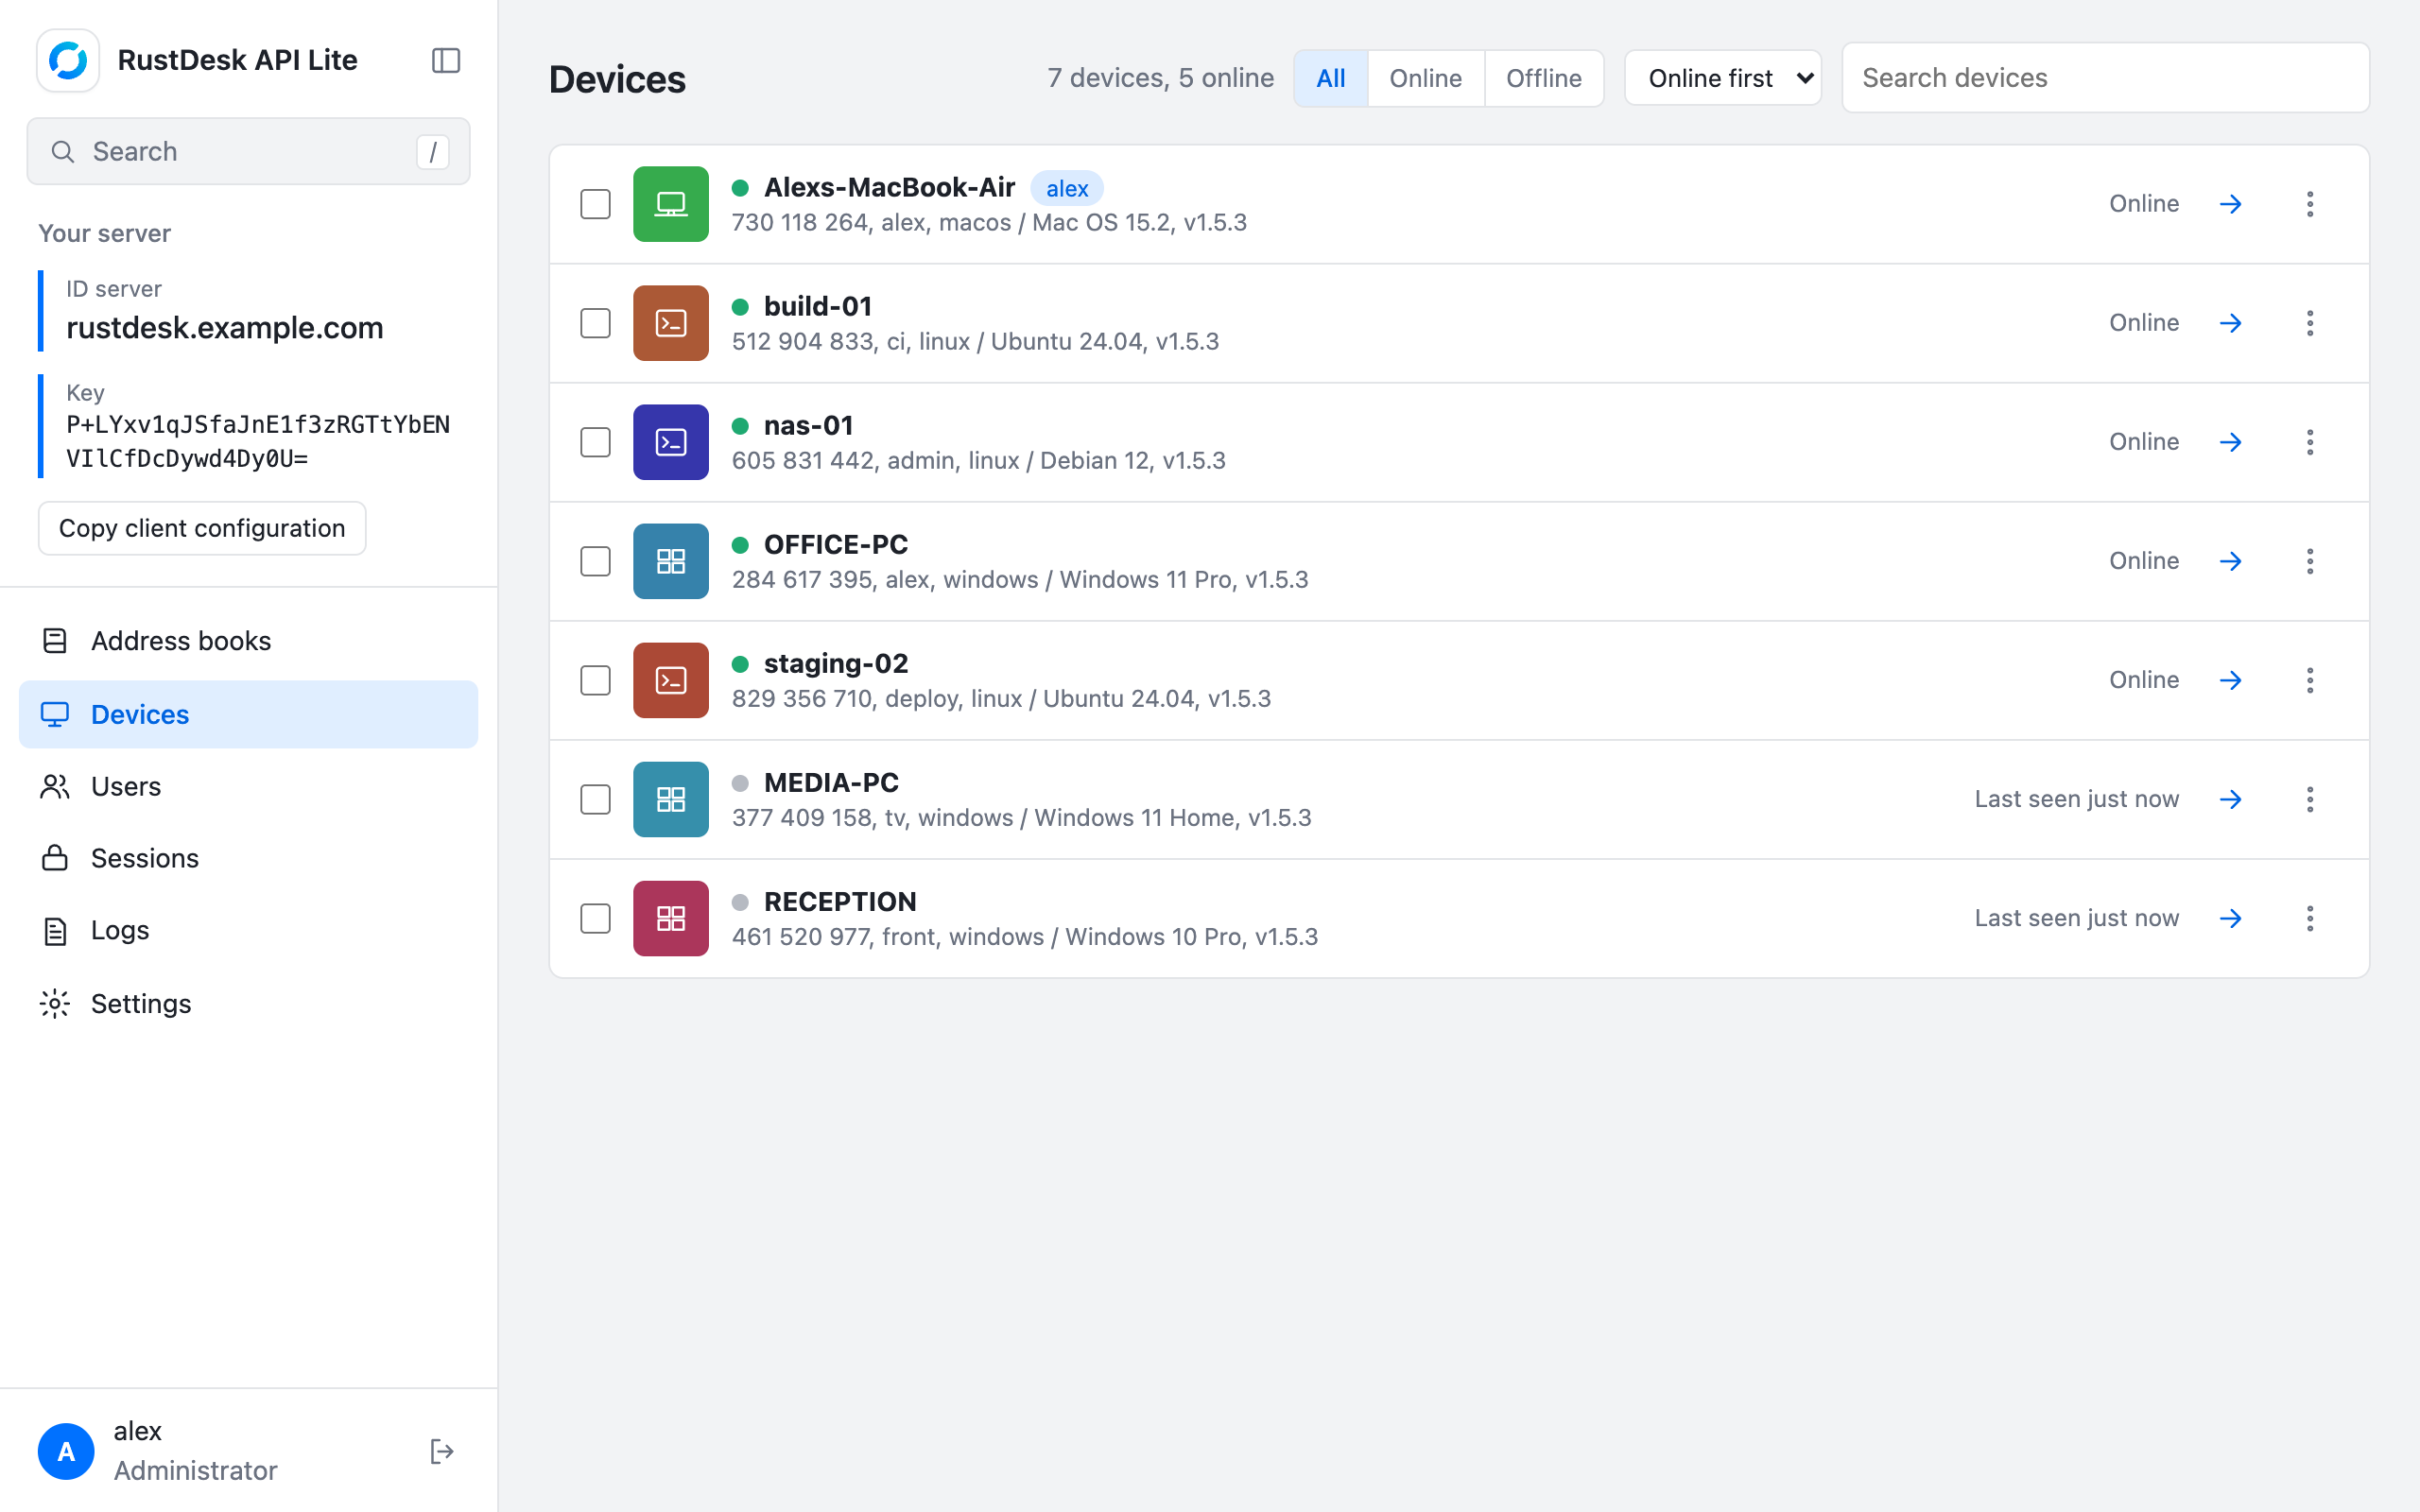 RustDesk API Lite
Search /
Your server
ID server
rustdesk.example.com
Key
P+LYxv1qJSfaJnE1f3zRGTtYbEN
VIlCfDcDywd4Dy0U=
Copy client configuration
Address books
Devices
Users
Sessions
Logs
Settings
A
alex
Administrator
Devices
7 devices, 5 online
All Online Offline
Online first
Search devices
Alexs-MacBook-Air alex
730 118 264, alex, macos / Mac OS 15.2, v1.5.3
Online
build-01
512 904 833, ci, linux / Ubuntu 24.04, v1.5.3
Online
nas-01
605 831 442, admin, linux / Debian 12, v1.5.3
Online
OFFICE-PC
284 617 395, alex, windows / Windows 11 Pro, v1.5.3
Online
staging-02
829 356 710, deploy, linux / Ubuntu 24.04, v1.5.3
Online
MEDIA-PC
377 409 158, tv, windows / Windows 11 Home, v1.5.3
Last seen just now
RECEPTION
461 520 977, front, windows / Windows 10 Pro, v1.5.3
Last seen just now